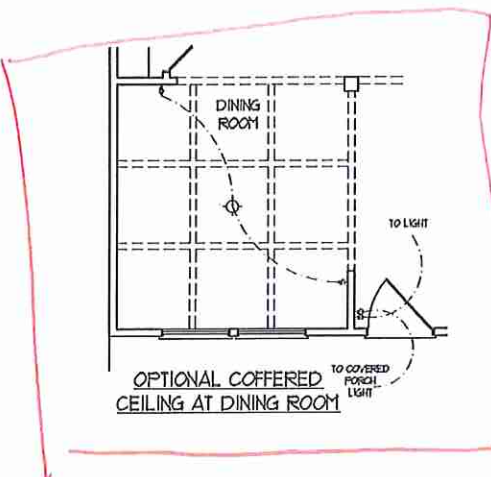 DINING
ROOM
TO LIGHT
TO COVERED
PORCH
LIGHT
OPTIONAL COFFERED
CEILING AT DINING ROOM